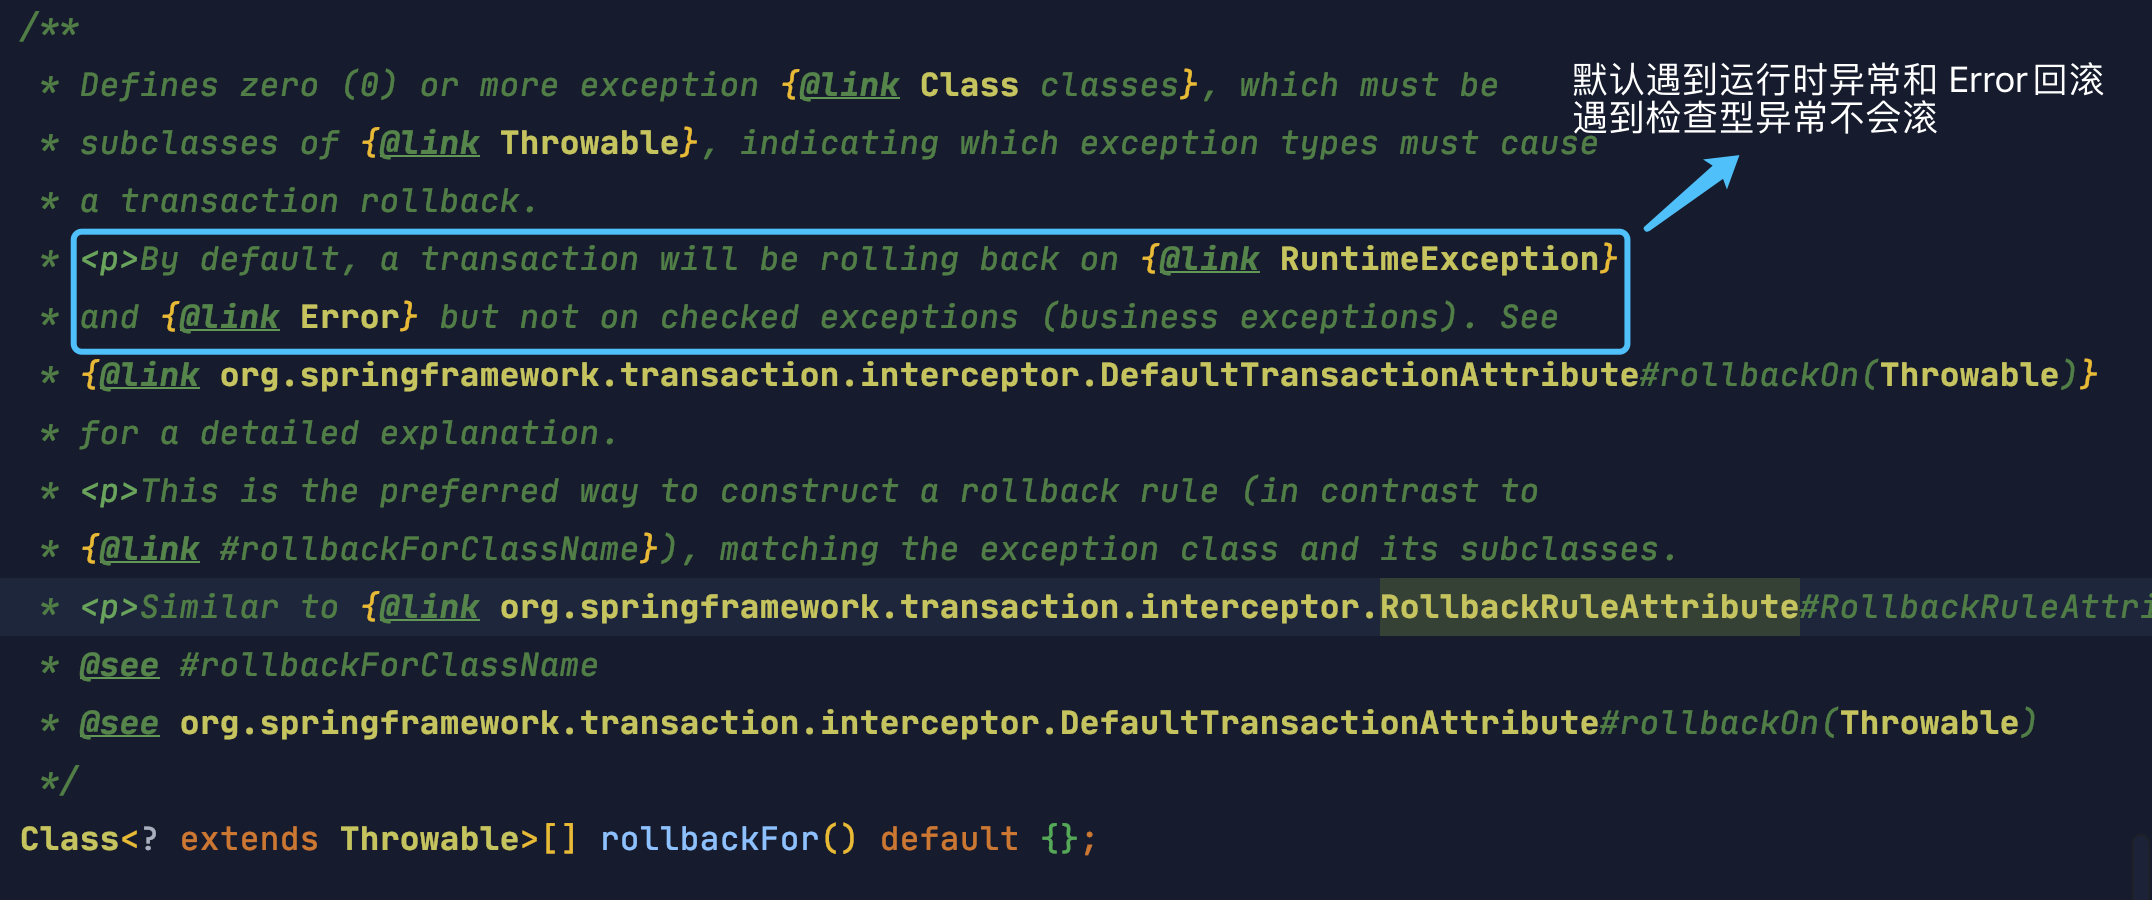 /**
* Defines zero (0) or more exception {@link Class classes}, which must be
* subclasses of {@link Throwable}, indicating which exception types must cause
* a transaction rollback.
* <p>By default, a transaction will be rolling back on {@link RuntimeException}
* and {@link Error} but not on checked exceptions (business exceptions). See
* {@link org.springframework.transaction.interceptor.DefaultTransactionAttribute#rollbackOn(Throwable)}
* for a detailed explanation.
* <p>This is the preferred way to construct a rollback rule (in contrast to
* {@link #rollbackForClassName}), matching the exception class and its subclasses.
* <p>Similar to {@link org.springframework.transaction.interceptor.RollbackRuleAttribute#RollbackRuleAttri
* @see #rollbackForClassName
* @see org.springframework.transaction.interceptor.DefaultTransactionAttribute#rollbackOn(Throwable)
*/
Class<? extends Throwable>[] rollbackFor() default {};
默认遇到运行时异常和 Error回滚
遇到检查型异常不会滚